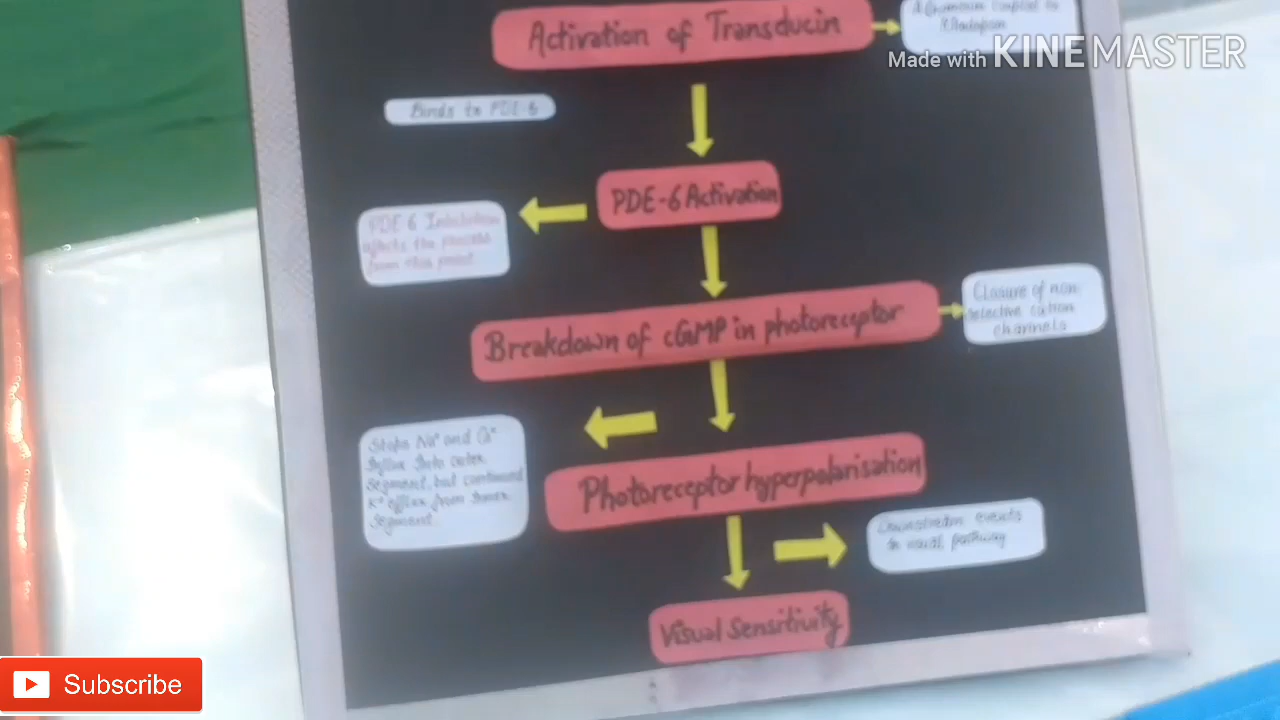 Activation of Transducin
Made with KINEMASTER
Binds to PDE-6
PDE-6 Activation
PDE 6 Inhibition
affects the process
from this point
Breakdown of cGMP in photoreceptor
Closure of non
selective cation
channels
Stops Na+ and Ca+
Influx Into outer
Segment, but continued
K+ efflux from Inner
Segment.
Photoreceptor hyperpolarisation
Downstream events
in visual pathway
Visual Sensitivity
Subscribe